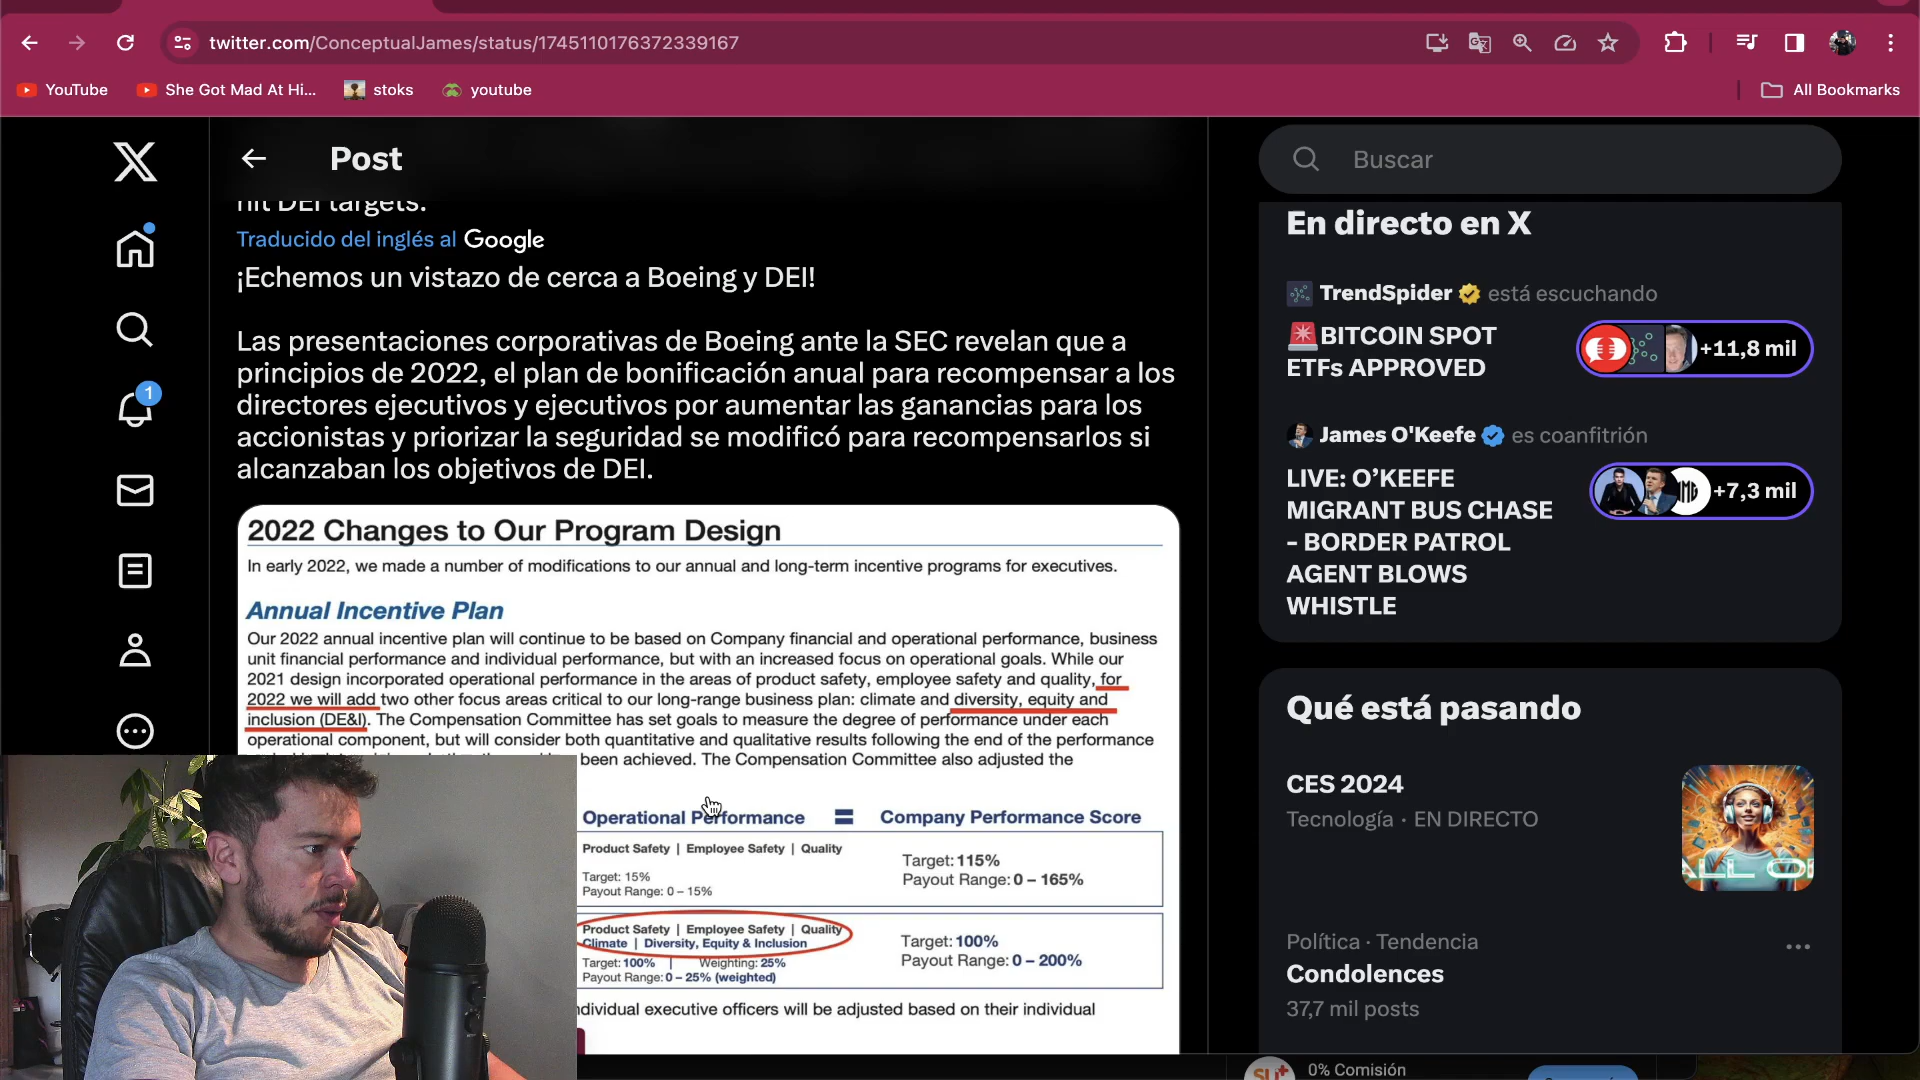 twitter.com/ConceptualJames/status/1745110176372339167
YouTube
She Got Mad At Hi...
stoks
youtube
All Bookmarks
Post
hit DEI targets.
Traducido del inglés al Google
¡Echemos un vistazo de cerca a Boeing y DEI!
Las presentaciones corporativas de Boeing ante la SEC revelan que a
principios de 2022, el plan de bonificación anual para recompensar a los
directores ejecutivos y ejecutivos por aumentar las ganancias para los
accionistas y priorizar la seguridad se modificó para recompensarlos si
alcanzaban los objetivos de DEI.
2022 Changes to Our Program Design
In early 2022, we made a number of modifications to our annual and long-term incentive programs for executives.
Annual Incentive Plan
Our 2022 annual incentive plan will continue to be based on Company financial and operational performance, business
unit financial performance and individual performance, but with an increased focus on operational goals. While our
2021 design incorporated operational performance in the areas of product safety, employee safety and quality, for
2022 we will add two other focus areas critical to our long-range business plan: climate and diversity, equity and
inclusion (DE&I). The Compensation Committee has set goals to measure the degree of performance under each
operational component, but will consider both quantitative and qualitative results following the end of the performance
been achieved. The Compensation Committee also adjusted the
Operational Performance = Company Performance Score
Product Safety | Employee Safety | Quality
Target: 15%
Payout Range: 0 – 15%
Target: 115%
Payout Range: 0 – 165%
Product Safety | Employee Safety | Quality
Climate | Diversity, Equity & Inclusion
Target: 100% | Weighting: 25%
Payout Range: 0 – 25% (weighted)
Target: 100%
Payout Range: 0 – 200%
ndividual executive officers will be adjusted based on their individual
1
Buscar
En directo en X
TrendSpider está escuchando
🚨BITCOIN SPOT
ETFs APPROVED
+11,8 mil
James O'Keefe es coanfitrión
LIVE: O’KEEFE
MIGRANT BUS CHASE
– BORDER PATROL
AGENT BLOWS
WHISTLE
+7,3 mil
Qué está pasando
CES 2024
Tecnología · EN DIRECTO
Política · Tendencia
Condolences
37,7 mil posts
0% Comisión